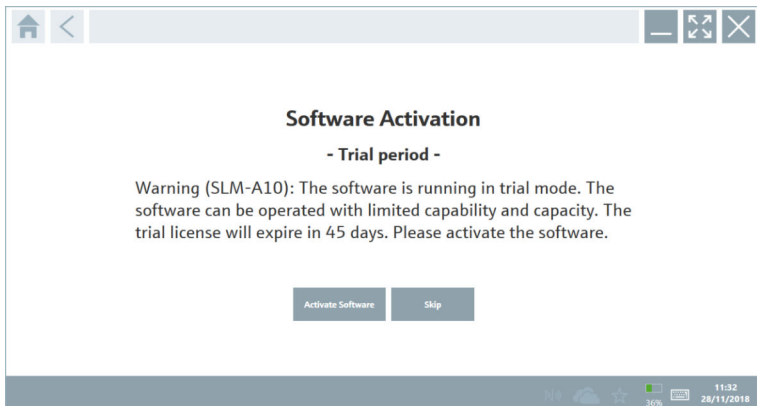 Software Activation
- Trial period -
Warning (SLM-A10): The software is running in trial mode. The
software can be operated with limited capability and capacity. The
trial license will expire in 45 days. Please activate the software.
Activate Software
Skip
36%
11:32
28/11/2018